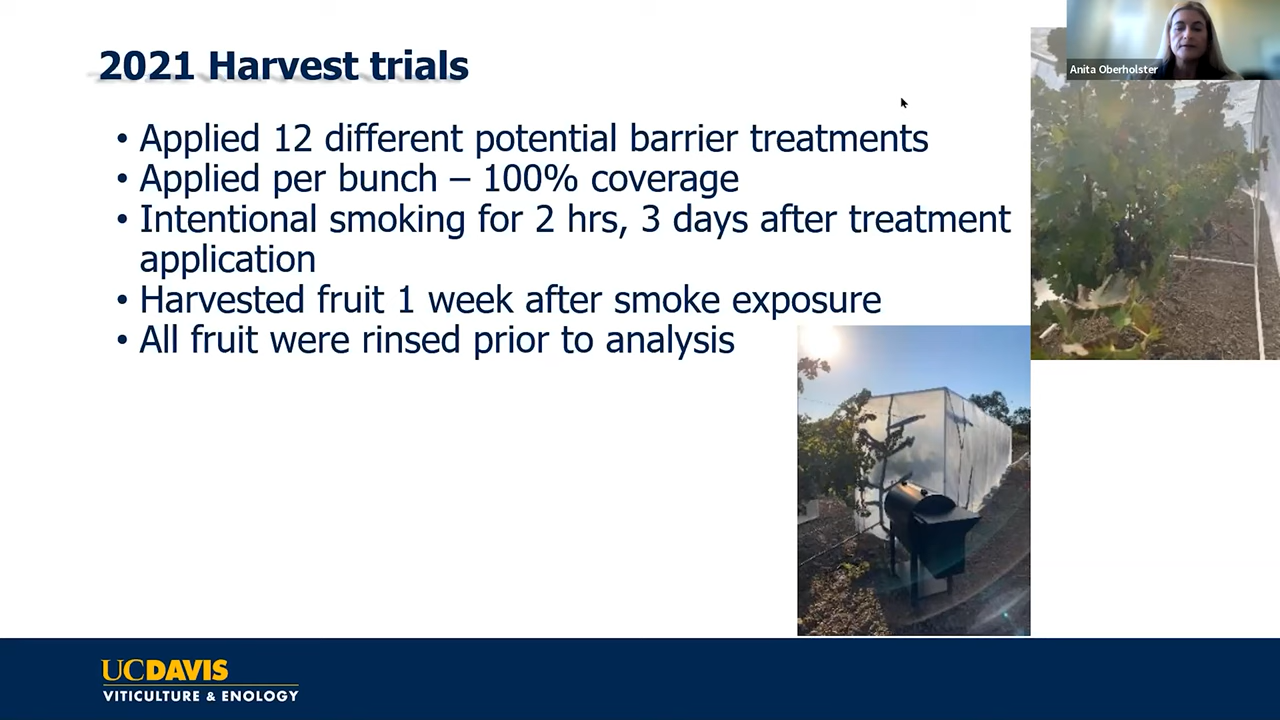 2021 Harvest trials
Anita Oberholster
• Applied 12 different potential barrier treatments
• Applied per bunch – 100% coverage
• Intentional smoking for 2 hrs, 3 days after treatment
application
• Harvested fruit 1 week after smoke exposure
• All fruit were rinsed prior to analysis
UCDAVIS
VITICULTURE & ENOLOGY